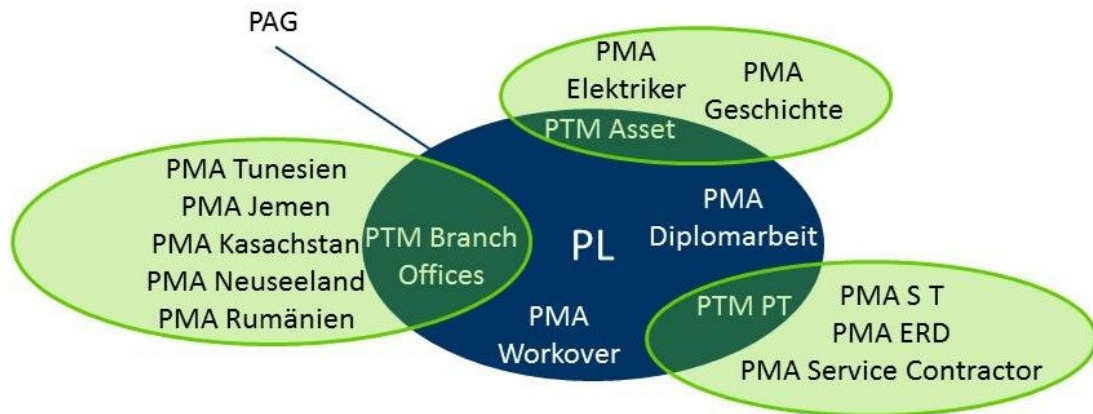 PAG
PMA
Elektriker
PMA
Geschichte
PTM Asset
PMA Tunesien
PMA Jemen
PMA Kasachstan
PMA Neuseeland
PMA Rumänien
PTM Branch
Offices
PL
PMA
Diplomarbeit
PMA
Workover
PTM PT
PMA S T
PMA ERD
PMA Service Contractor